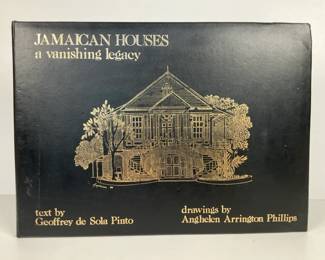 JAMAICAN HOUSES
a vanishing legacy
text by
Geoffrey de Sola Pinto
drawings by
Anghelen Arrington Phillips